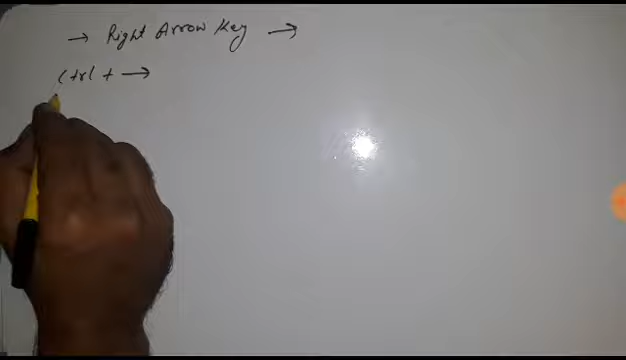 → Right Arrow Key →
Ctrl + →